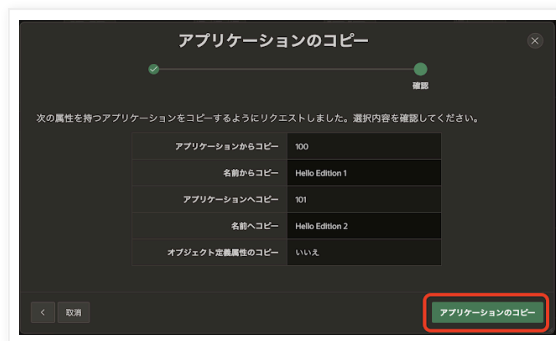 アプリケーションのコピー
確認
次の属性を持つアプリケーションをコピーするようにリクエストしました。選択内容を確認してください。
アプリケーションからコピー 100
名前からコピー Hello Edition 1
アプリケーションへコピー 101
名前へコピー Hello Edition 2
オブジェクト定義属性のコピー いいえ
取消 アプリケーションのコピー